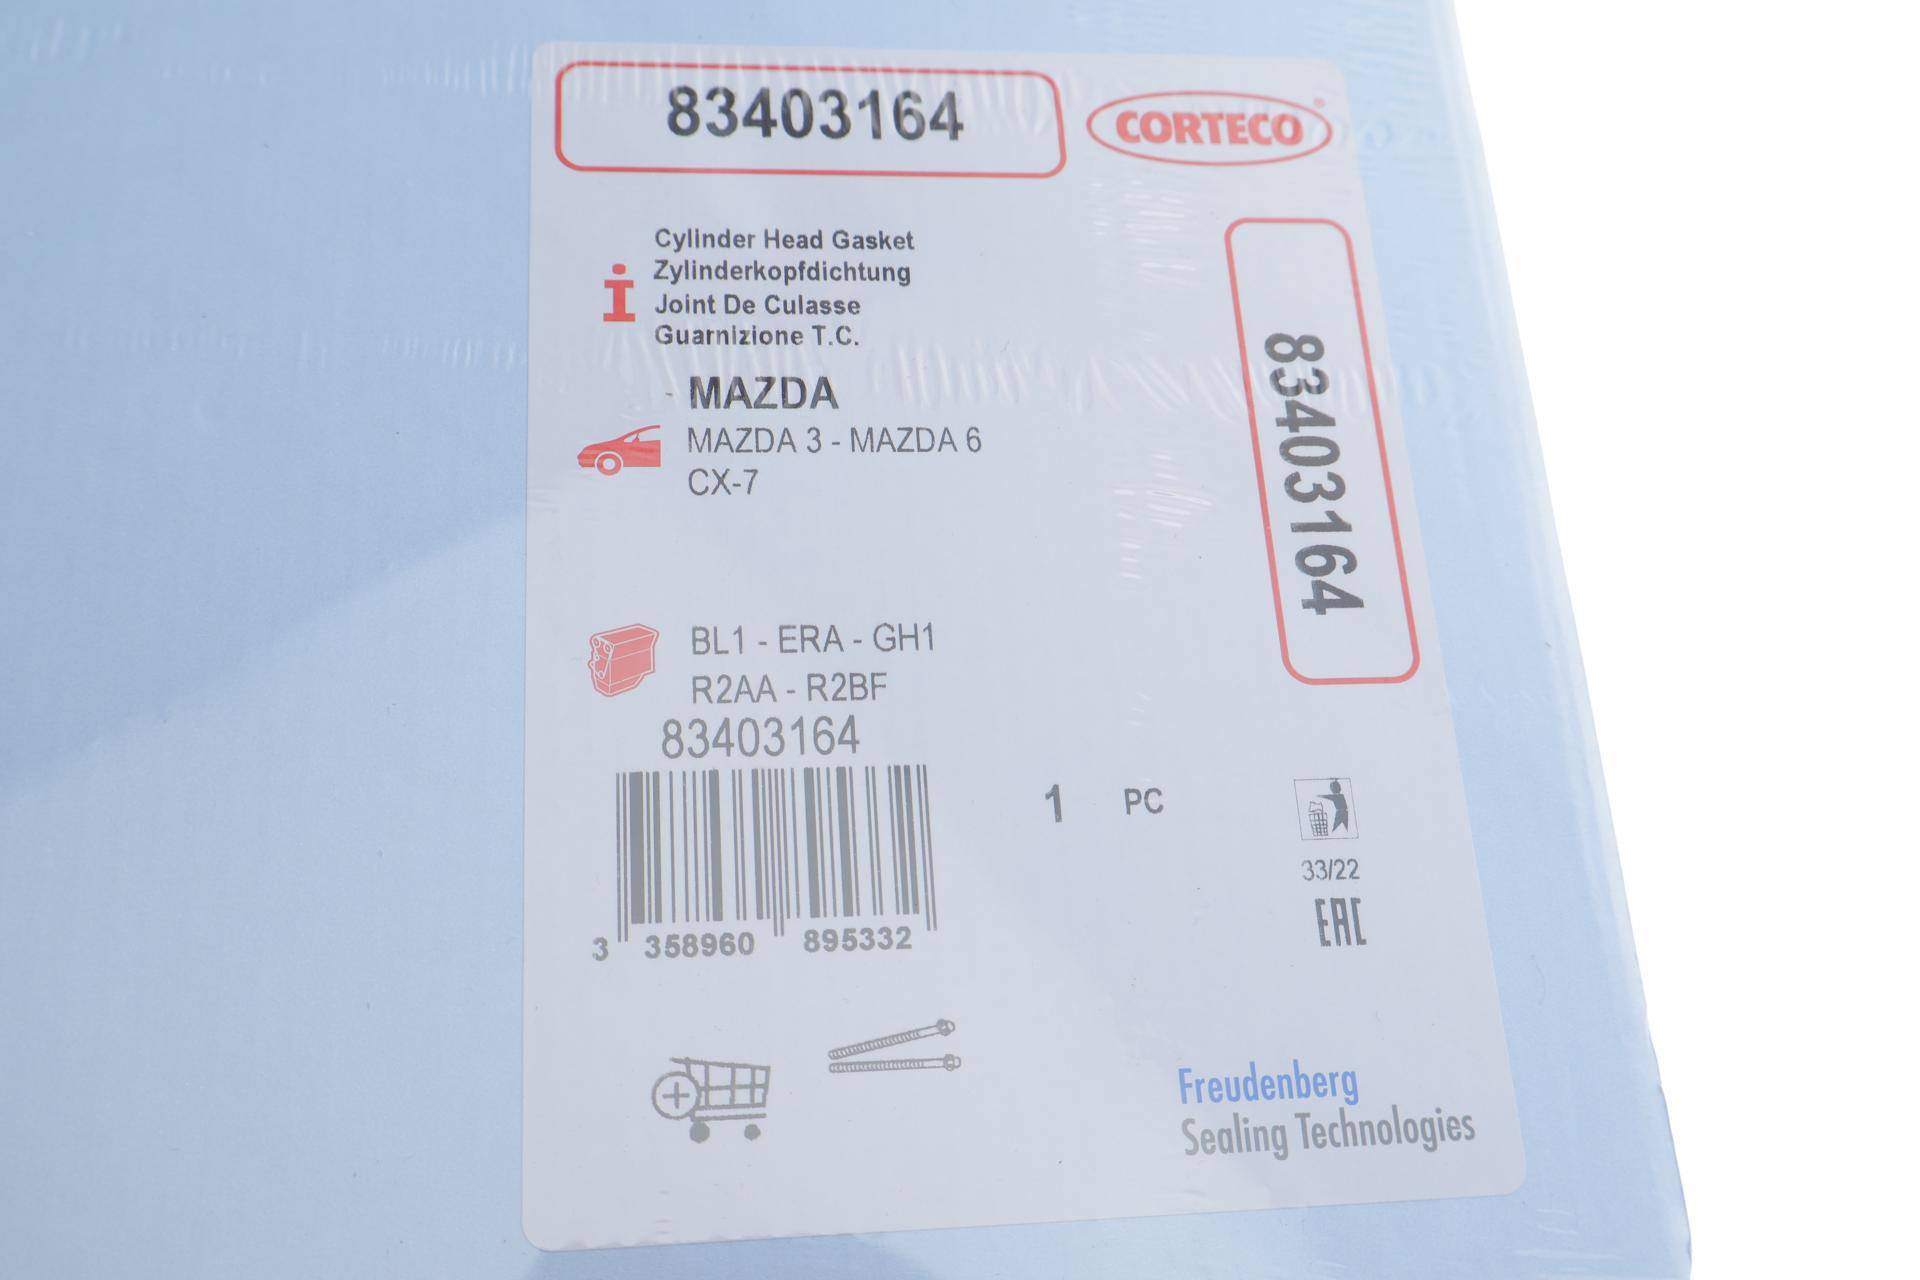 83403164
CORTECO®
Cylinder Head Gasket
Zylinderkopfdichtung
Joint De Culasse
Guarnizione T.C.
MAZDA
MAZDA 3 - MAZDA 6
CX-7
83403164
BL1 - ERA - GH1
R2AA - R2BF
83403164
3 358960 895332
1 PC
33/22
EAC
Freudenberg
Sealing Technologies